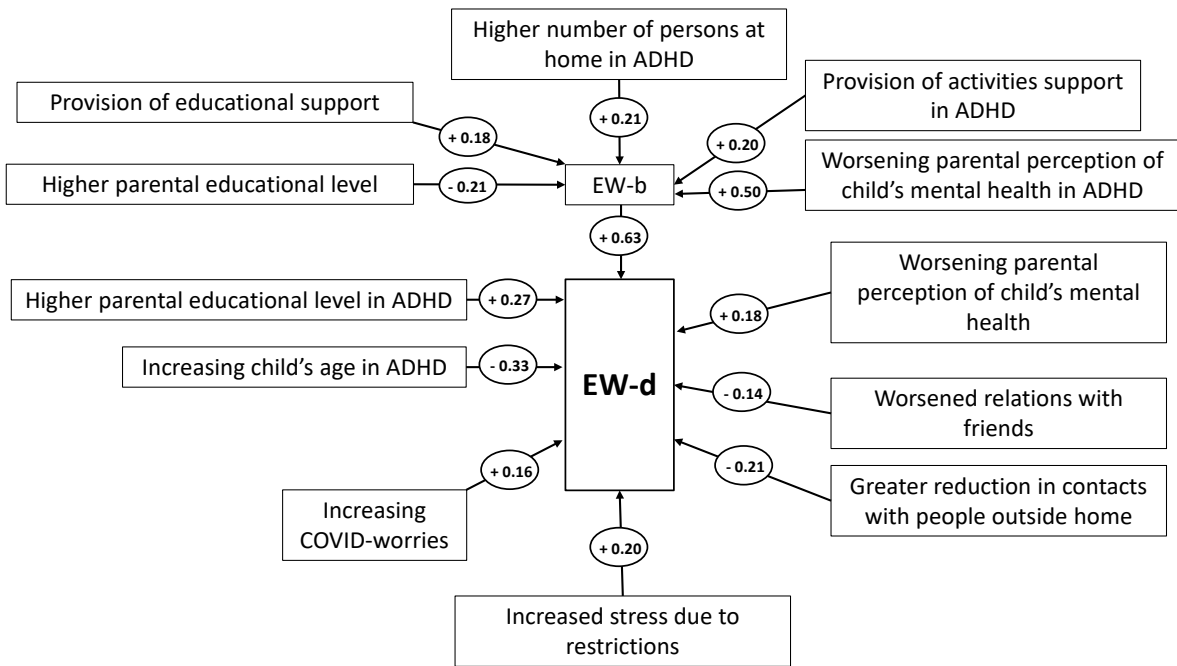 Higher number of persons at
home in ADHD
Provision of educational support
+ 0.18
+ 0.21
Provision of activities support
in ADHD
+ 0.20
Higher parental educational level
- 0.21
EW-b
+ 0.50
Worsening parental perception of
child’s mental health in ADHD
+ 0.63
Higher parental educational level in ADHD
+ 0.27
Worsening parental
perception of child’s mental
health
+ 0.18
Increasing child’s age in ADHD
- 0.33
EW-d
- 0.14
Worsened relations with
friends
+ 0.16
Increasing
COVID-worries
- 0.21
Greater reduction in contacts
with people outside home
+ 0.20
Increased stress due to
restrictions